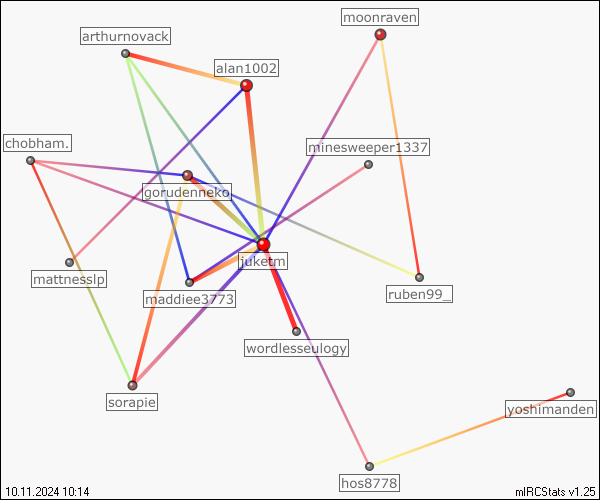 moonraven
arthurnovack
alan1002
chobham.
minesweeper1337
gorudenneko
juketm
mattnesslp
maddiee3773
ruben99_
wordlesseulogy
sorapie
yoshimanden
hos8778
10.11.2024 10:14
mIRCStats v1.25